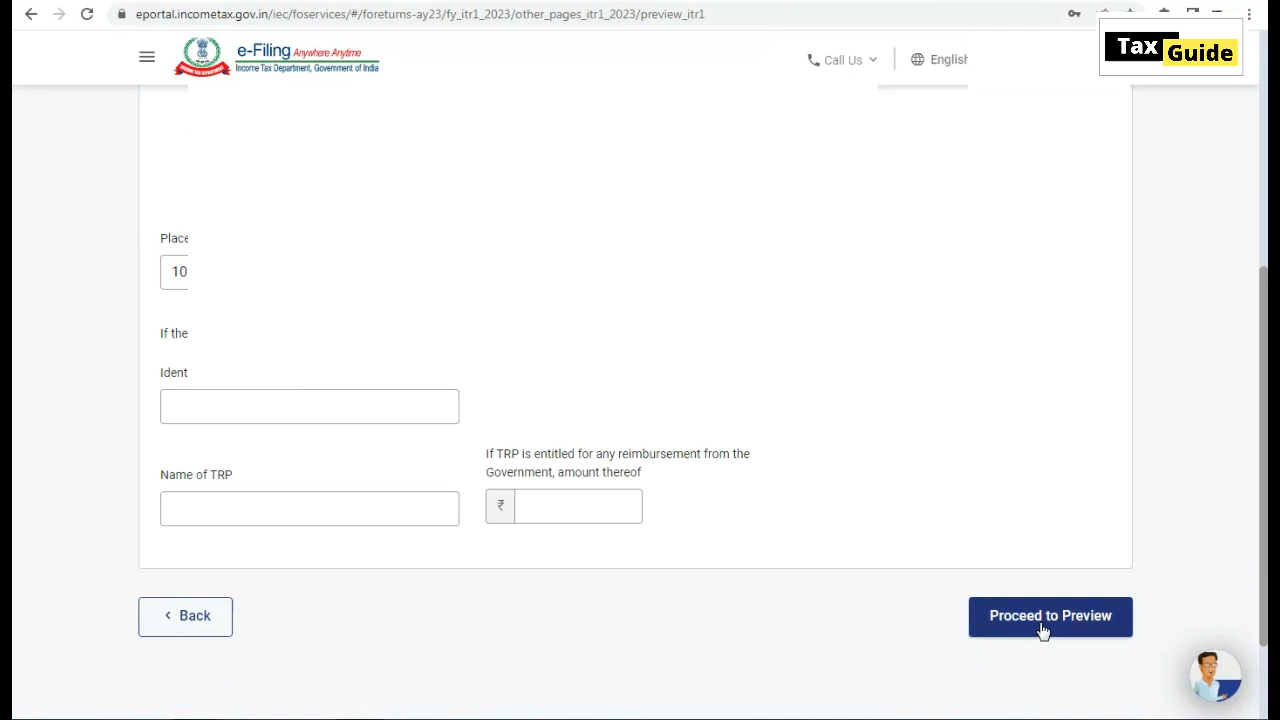 eportal.incometax.gov.in/iec/foservices/#/foreturns-ay23/fy_itr1_2023/other_pages_itr1_2023/preview_itr1
e-Filing Anywhere Anytime
Income Tax Department, Government of India
Call Us
English
Tax
Guide
Place
10
If the
Ident
Name of TRP
If TRP is entitled for any reimbursement from the
Government, amount thereof
₹
Back
Proceed to Preview